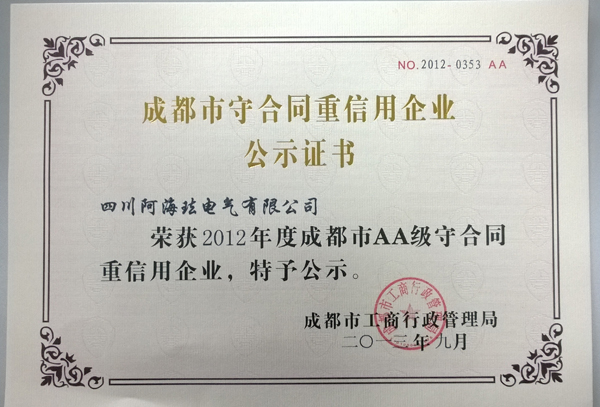 NO.2012-0353 AA
成都市守合同重信用企业
公示证书
四川阿海珐电气有限公司
荣获2012年度成都市AA级守合同
重信用企业，特予公示。
成都市工商行政管理局
二〇一三年九月